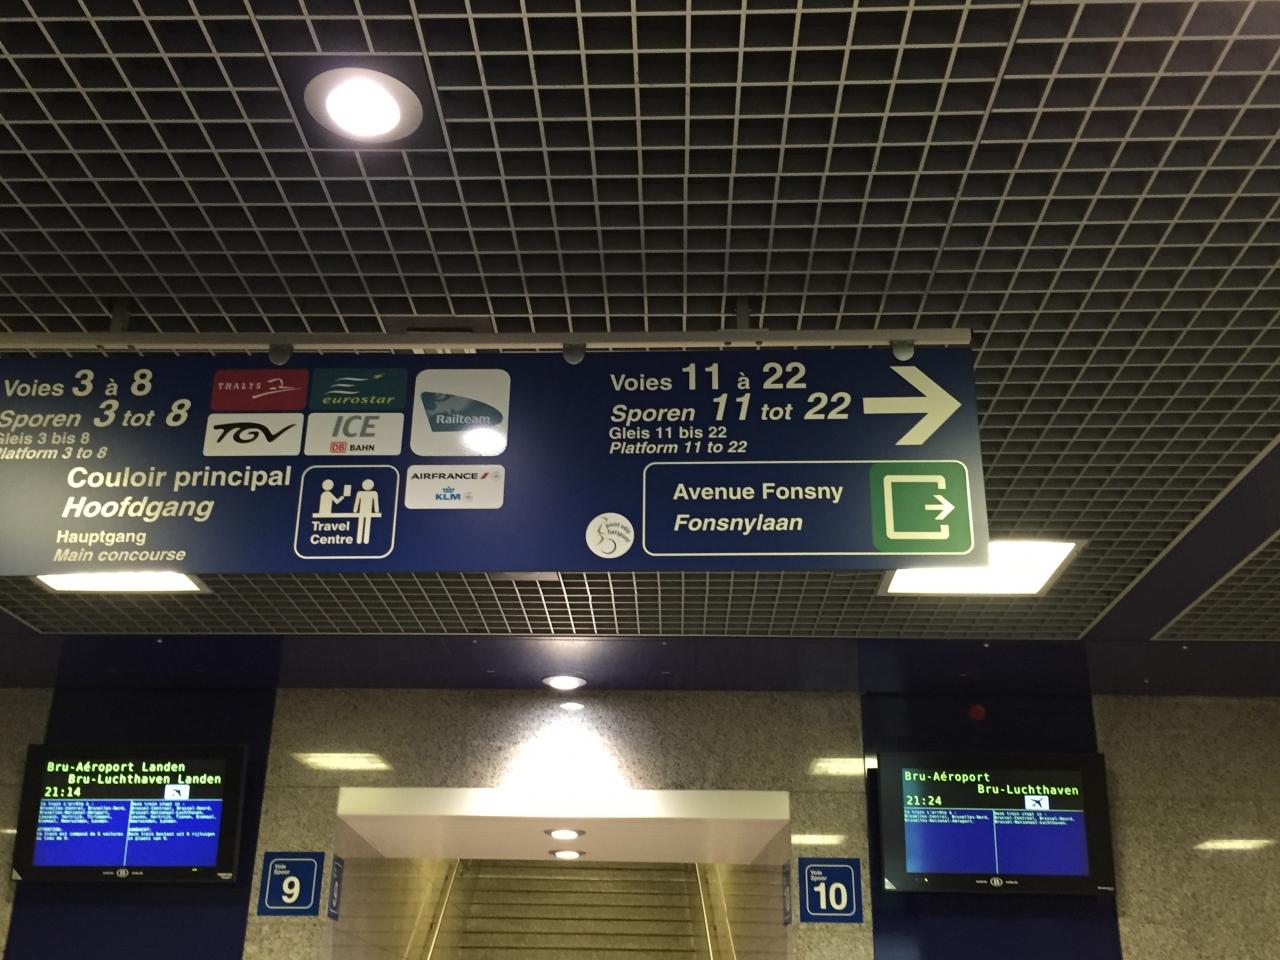 Voies 3 à 8
Sporen 3 tot 8
Gleis 3 bis 8
Platform 3 to 8
Couloir principal
Hoofdgang
Hauptgang
Main concourse
THALYS
eurostar
TGV
ICE
DB BAHN
Railteam
Travel
Centre
AIRFRANCE
KLM
Voies 11 à 22
Sporen 11 tot 22
Gleis 11 bis 22
Platform 11 to 22
Avenue Fonsny
Fonsnylaan
Bru-Aéroport Landen
Bru-Luchthaven Landen
21:14
Voie
Spoor
9
Voie
Spoor
10
Bru-Aéroport
Bru-Luchthaven
21:24